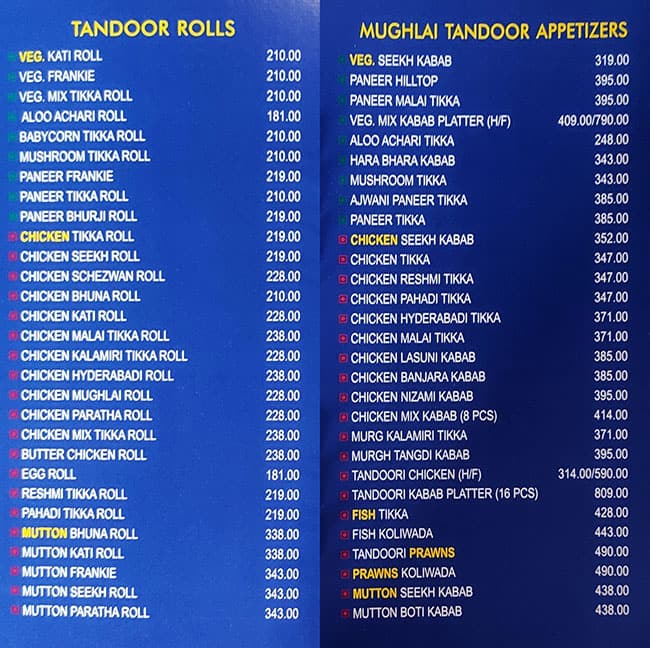 TANDOOR ROLLS
VEG. KATI ROLL 210.00
VEG. FRANKIE 210.00
VEG. MIX TIKKA ROLL 210.00
ALOO ACHARI ROLL 181.00
BABYCORN TIKKA ROLL 210.00
MUSHROOM TIKKA ROLL 210.00
PANEER FRANKIE 219.00
PANEER TIKKA ROLL 210.00
PANEER BHURJI ROLL 219.00
CHICKEN TIKKA ROLL 219.00
CHICKEN SEEKH ROLL 219.00
CHICKEN SCHEZWAN ROLL 228.00
CHICKEN BHUNA ROLL 210.00
CHICKEN KATI ROLL 228.00
CHICKEN MALAI TIKKA ROLL 238.00
CHICKEN KALAMIRI TIKKA ROLL 228.00
CHICKEN HYDERABADI ROLL 238.00
CHICKEN MUGHLAI ROLL 228.00
CHICKEN PARATHA ROLL 228.00
CHICKEN MIX TIKKA ROLL 238.00
BUTTER CHICKEN ROLL 238.00
EGG ROLL 181.00
RESHMI TIKKA ROLL 219.00
PAHADI TIKKA ROLL 219.00
MUTTON BHUNA ROLL 338.00
MUTTON KATI ROLL 338.00
MUTTON FRANKIE 343.00
MUTTON SEEKH ROLL 343.00
MUTTON PARATHA ROLL 343.00
MUGHLAI TANDOOR APPETIZERS
VEG. SEEKH KABAB 319.00
PANEER HILLTOP 395.00
PANEER MALAI TIKKA 395.00
VEG. MIX KABAB PLATTER (H/F) 409.00/790.00
ALOO ACHARI TIKKA 248.00
HARA BHARA KABAB 343.00
MUSHROOM TIKKA 343.00
AJWANI PANEER TIKKA 385.00
PANEER TIKKA 385.00
CHICKEN SEEKH KABAB 352.00
CHICKEN TIKKA 347.00
CHICKEN RESHMI TIKKA 347.00
CHICKEN PAHADI TIKKA 347.00
CHICKEN HYDERABADI TIKKA 371.00
CHICKEN MALAI TIKKA 371.00
CHICKEN LASUNI KABAB 385.00
CHICKEN BANJARA KABAB 385.00
CHICKEN NIZAMI KABAB 395.00
CHICKEN MIX KABAB (8 PCS) 414.00
MURG KALAMIRI TIKKA 371.00
MURGH TANGDI KABAB 395.00
TANDOORI CHICKEN (H/F) 314.00/590.00
TANDOORI KABAB PLATTER (16 PCS) 809.00
FISH TIKKA 428.00
FISH KOLIWADA 443.00
TANDOORI PRAWNS 490.00
PRAWNS KOLIWADA 490.00
MUTTON SEEKH KABAB 438.00
MUTTON BOTI KABAB 438.00